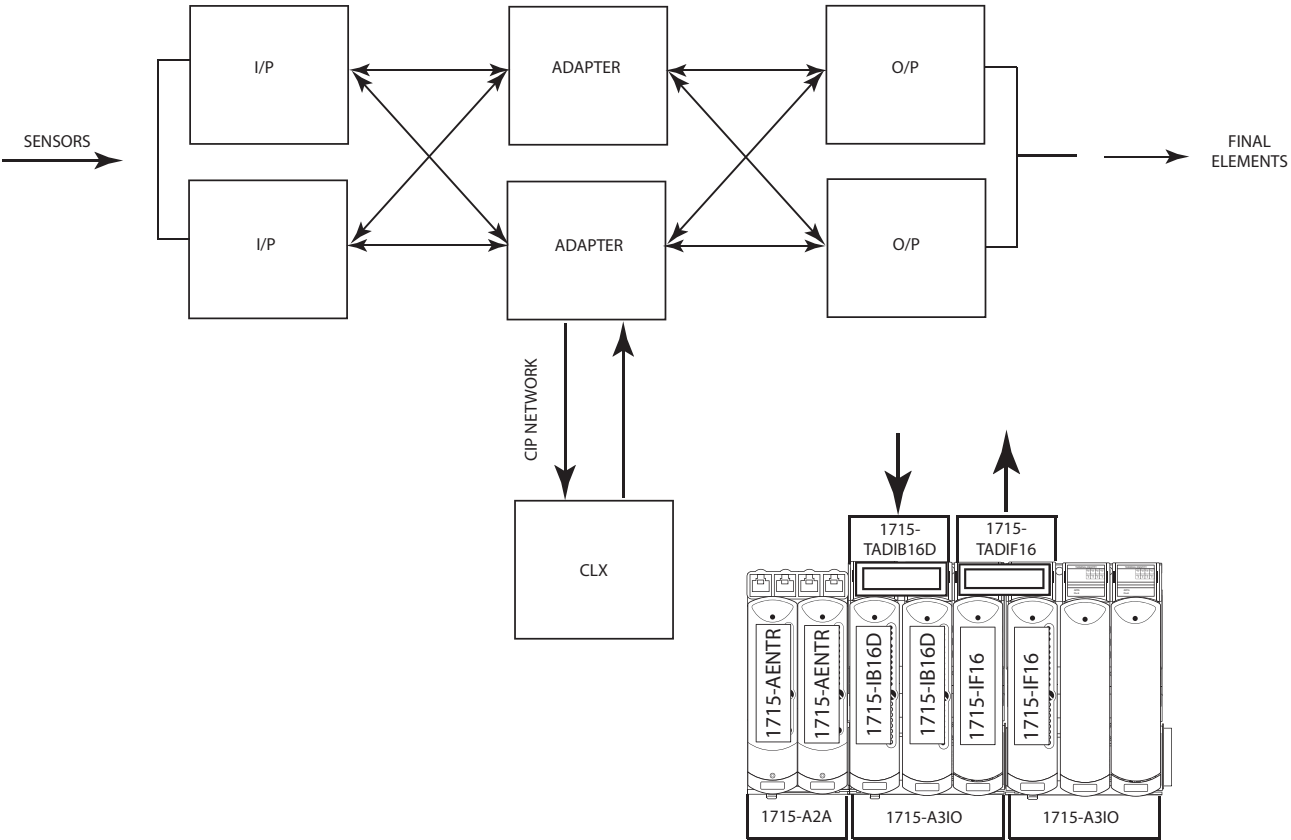 I/P
ADAPTER
O/P
SENSORS
FINAL
ELEMENTS
I/P
ADAPTER
O/P
CIP NETWORK
CLX
1715-
TADIB16D
1715-
TADIF16
1715-AENTR
1715-AENTR
1715-IB16D
1715-IB16D
1715-IF16
1715-IF16
1715-A2A
1715-A3IO
1715-A3IO